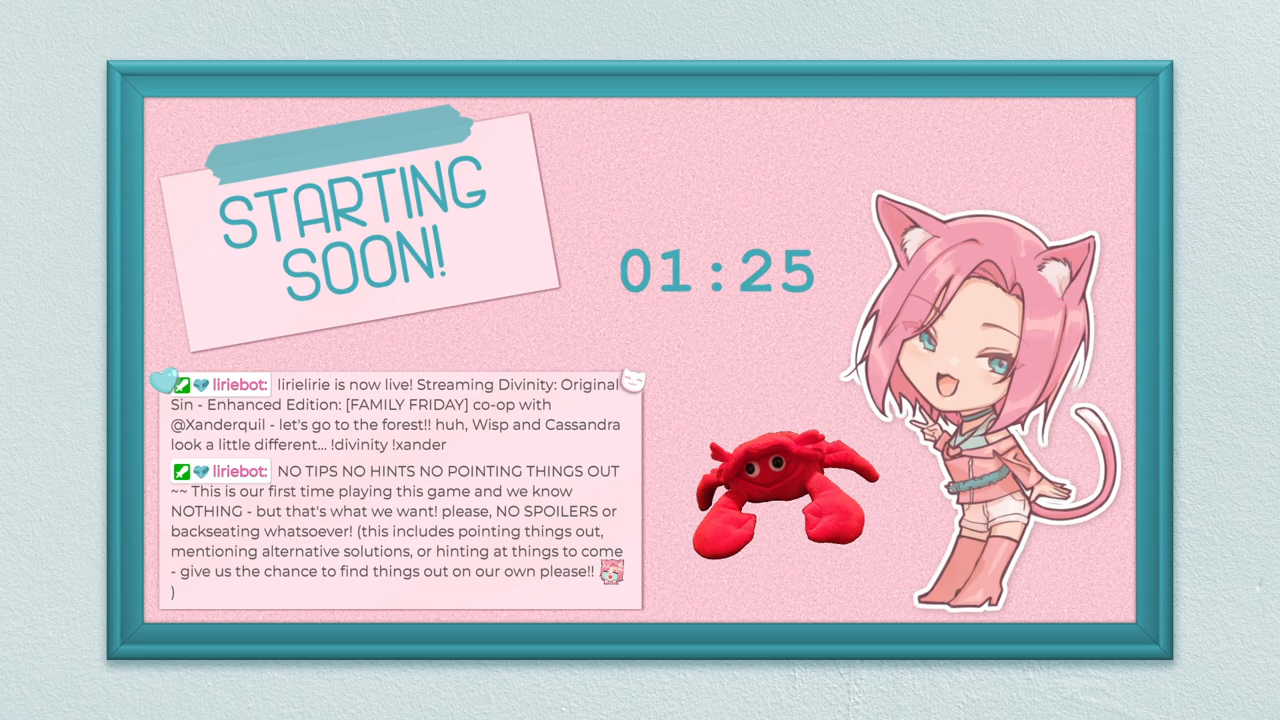 STARTING
SOON!
01:25
liriebot: lirielirie is now live! Streaming Divinity: Original
Sin - Enhanced Edition: [FAMILY FRIDAY] co-op with
@Xanderquil - let's go to the forest!! huh, Wisp and Cassandra
look a little different... !divinity !xander
liriebot: NO TIPS NO HINTS NO POINTING THINGS OUT
~~ This is our first time playing this game and we know
NOTHING - but that's what we want! please, NO SPOILERS or
backseating whatsoever! (this includes pointing things out,
mentioning alternative solutions, or hinting at things to come
- give us the chance to find things out on our own please!!
)